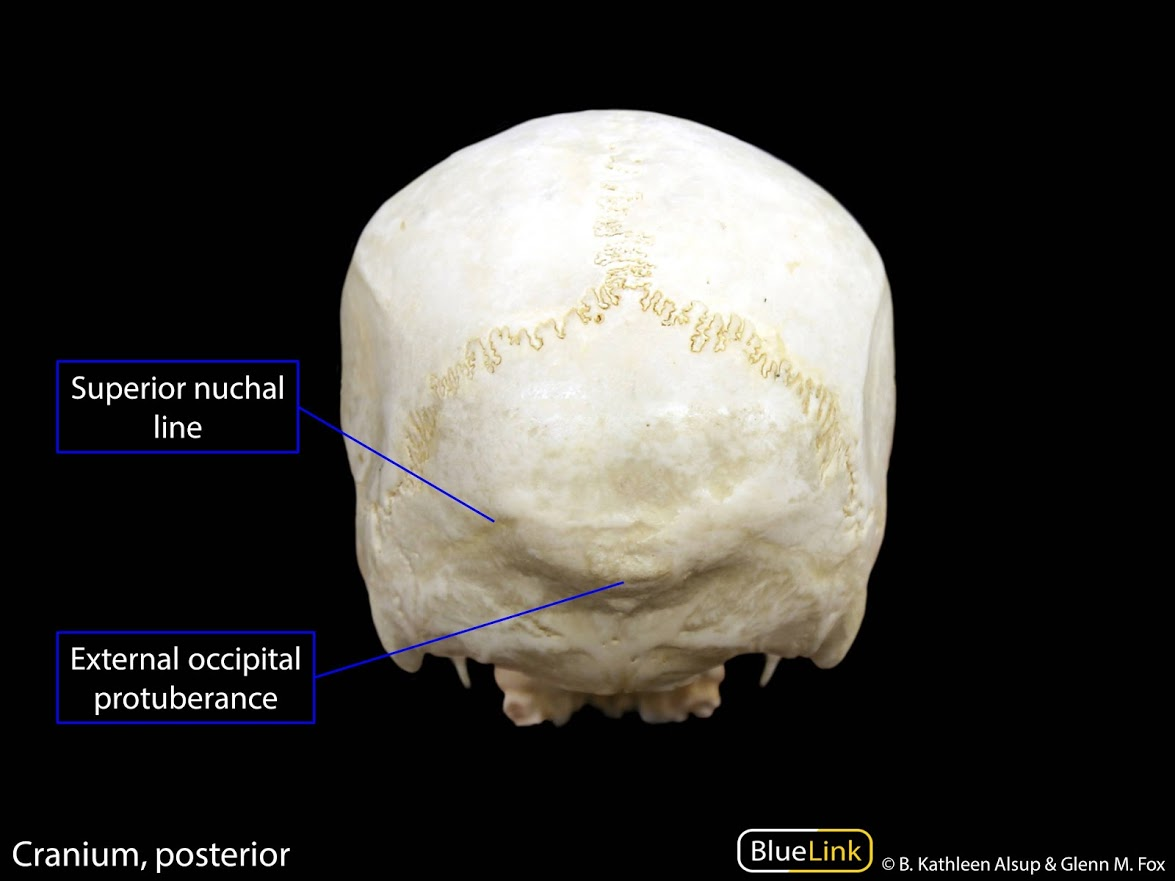 Superior nuchal
line
External occipital
protuberance
Cranium, posterior
BlueLink
© B. Kathleen Alsup & Glenn M. Fox